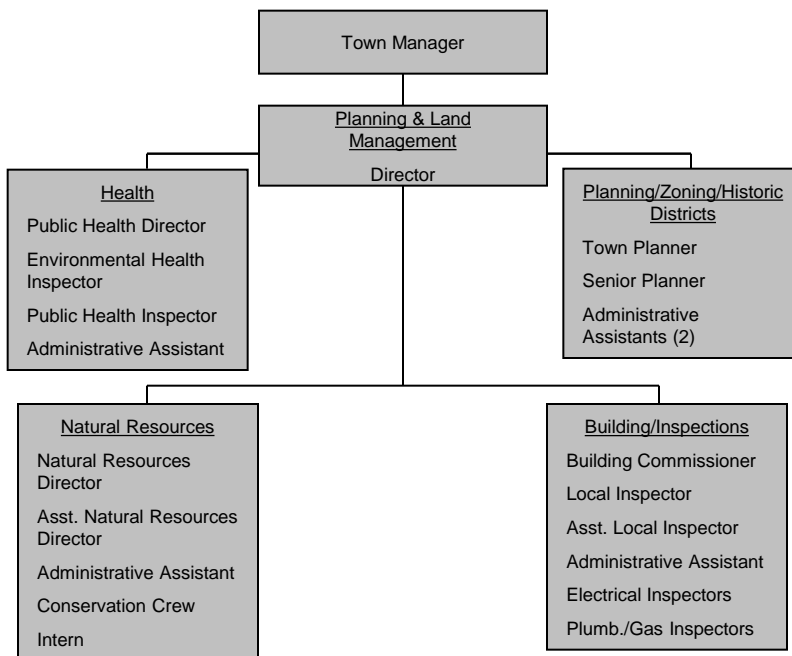 Town Manager
Planning & Land
Management
Director
Health
Public Health Director
Environmental Health
Inspector
Public Health Inspector
Administrative Assistant
Planning/Zoning/Historic
Districts
Town Planner
Senior Planner
Administrative
Assistants (2)
Natural Resources
Natural Resources
Director
Asst. Natural Resources
Director
Administrative Assistant
Conservation Crew
Intern
Building/Inspections
Building Commissioner
Local Inspector
Asst. Local Inspector
Administrative Assistant
Electrical Inspectors
Plumb./Gas Inspectors